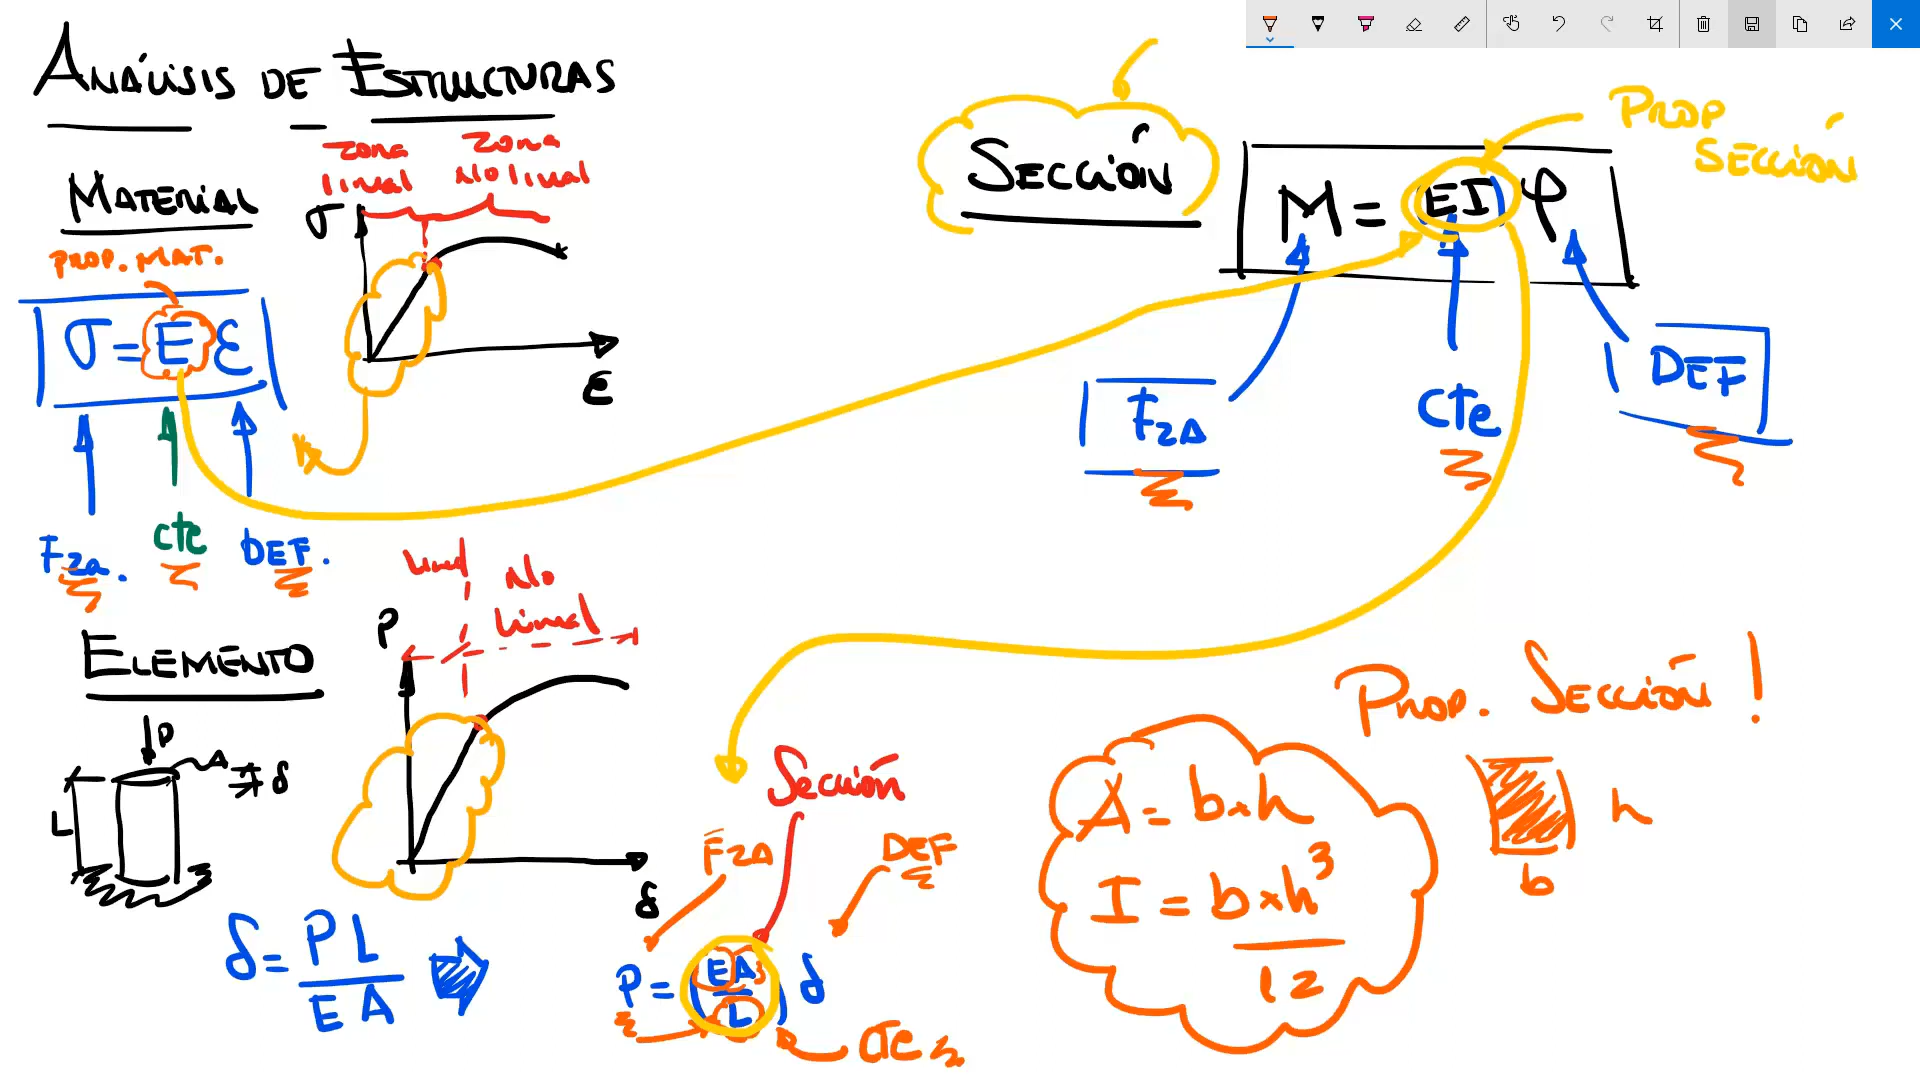 ANÁLISIS DE ESTRUCTURAS
MATERIAL
PROP. MAT.
σ = E ε
Fza.
cte
DEF.
Zona lineal
Zona No lineal
σ
ε
ELEMENTO
P
A
δ
L
δ = PL / EA
P
lineal
No lineal
δ
Sección
FZA
DEF
P = (EA / L) δ
CTE
SECCIÓN
M = EI φ
PROP SECCIÓN
FZA
cte
DEF
PROP. SECCIÓN !
A = b x h
I = b x h³ / 12
h
b